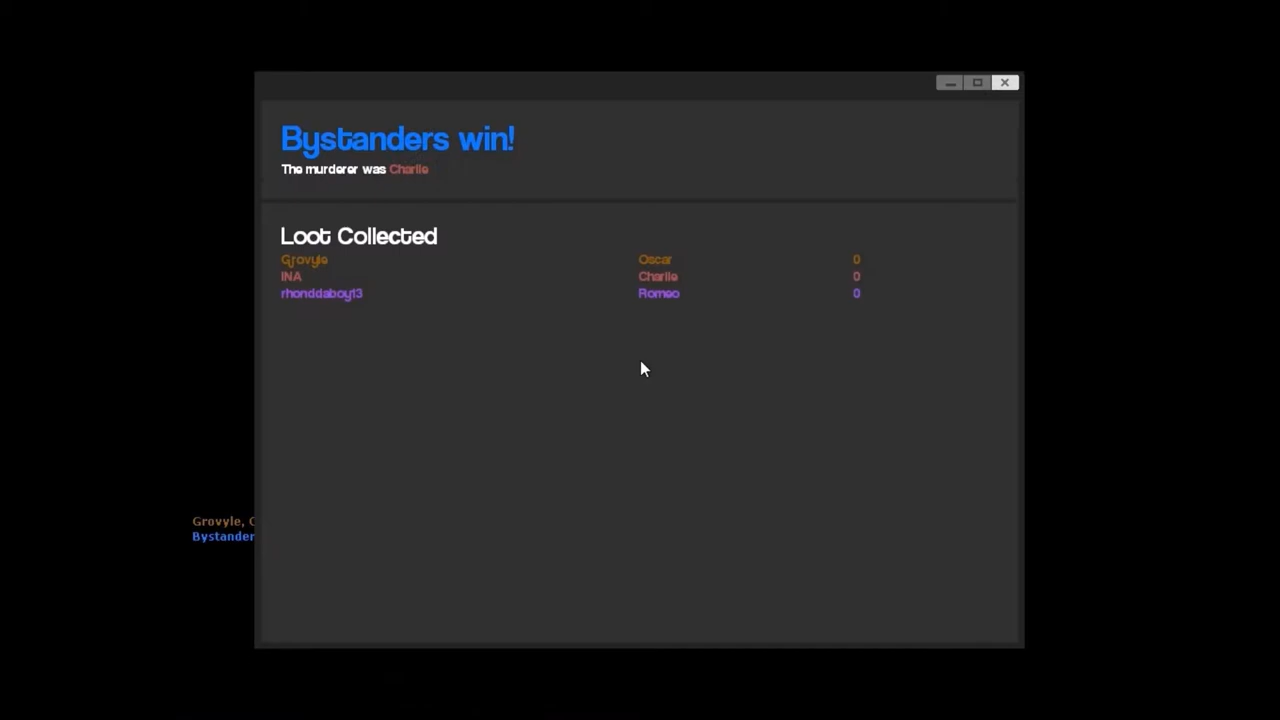 Bystanders win!
The murderer was Charlie
Loot Collected
Grovyle Oscar 0
INA Charlie 0
rhonddaboy13 Romeo 0
Grovyle,
Bystander